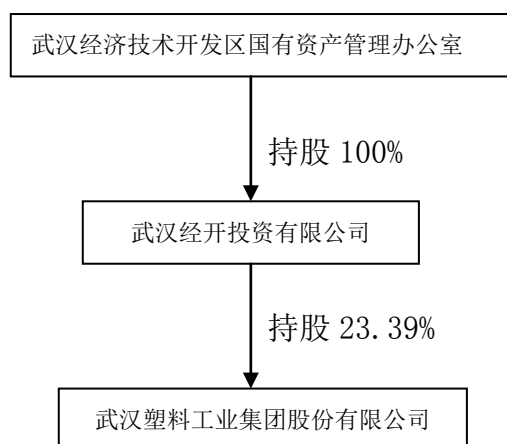 武汉经济技术开发区国有资产管理办公室
持股 100%
武汉经开投资有限公司
持股 23.39%
武汉塑料工业集团股份有限公司